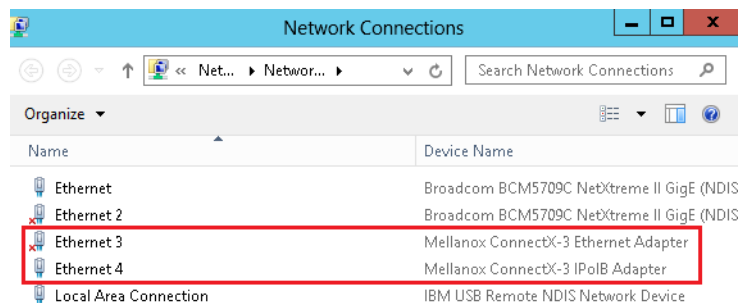 Network Connections
« Net... Networ... Search Network Connections
Organize
Name Device Name
Ethernet Broadcom BCM5709C NetXtreme II GigE (NDIS
Ethernet 2 Broadcom BCM5709C NetXtreme II GigE (NDIS
Ethernet 3 Mellanox ConnectX-3 Ethernet Adapter
Ethernet 4 Mellanox ConnectX-3 IPoIB Adapter
Local Area Connection IBM USB Remote NDIS Network Device